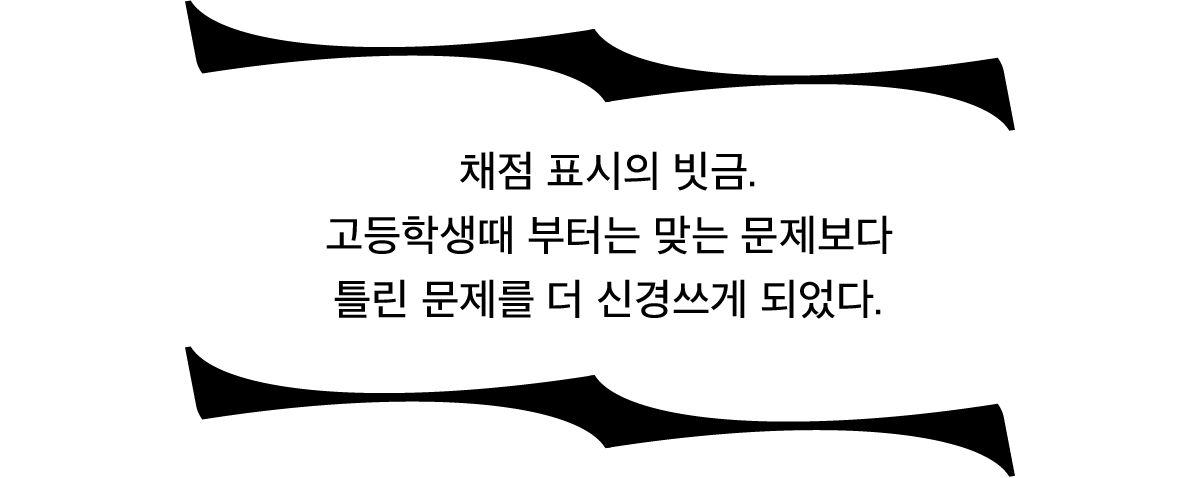 채점 표시의 빗금.
고등학생때 부터는 맞는 문제보다
틀린 문제를 더 신경쓰게 되었다.